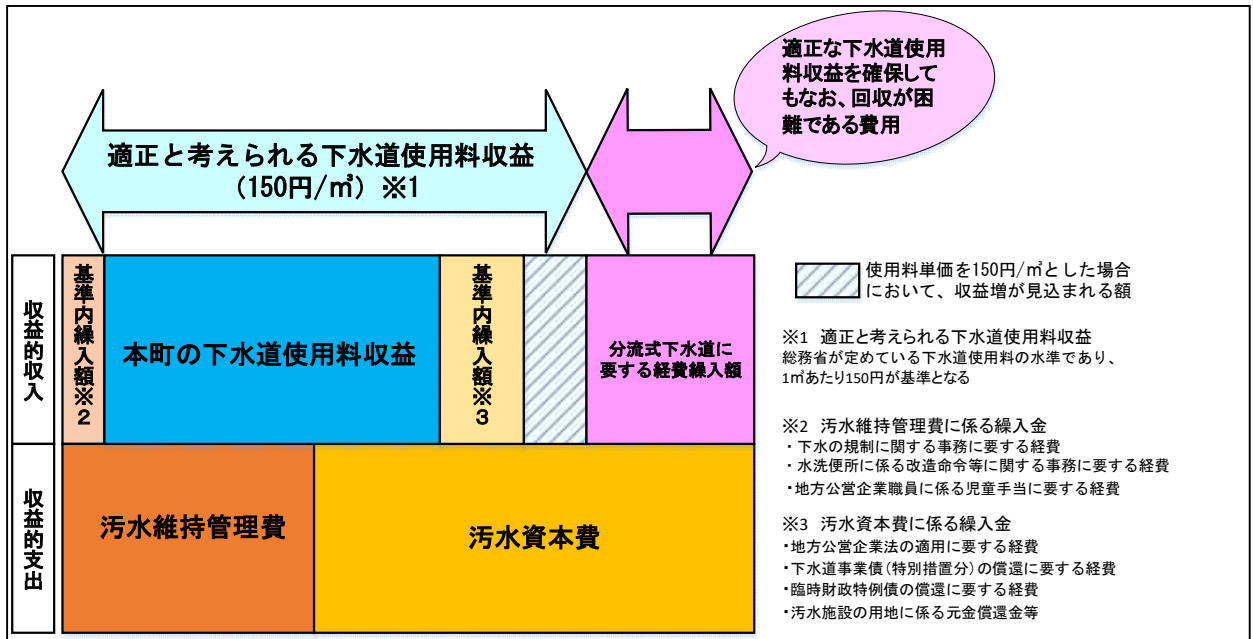 適正な下水道使用
料収益を確保して
もなお、回収が困
難である費用
適正と考えられる下水道使用料収益
（150円/㎥）※1
収益的収入
基準内繰入額※２
本町の下水道使用料収益
基準内繰入額※３
分流式下水道に
要する経費繰入額
収益的支出
汚水維持管理費
汚水資本費
使用料単価を150円/㎥とした場合
において、収益増が見込まれる額
※1 適正と考えられる下水道使用料収益
総務省が定めている下水道使用料の水準であり、
1㎥あたり150円が基準となる
※2 汚水維持管理費に係る繰入金
・下水の規制に関する事務に要する経費
・水洗便所に係る改造命令等に関する事務に要する経費
・地方公営企業職員に係る児童手当に要する経費
※3 汚水資本費に係る繰入金
・地方公営企業法の適用に要する経費
・下水道事業債（特別措置分）の償還に要する経費
・臨時財政特例債の償還に要する経費
・汚水施設の用地に係る元金償還金等